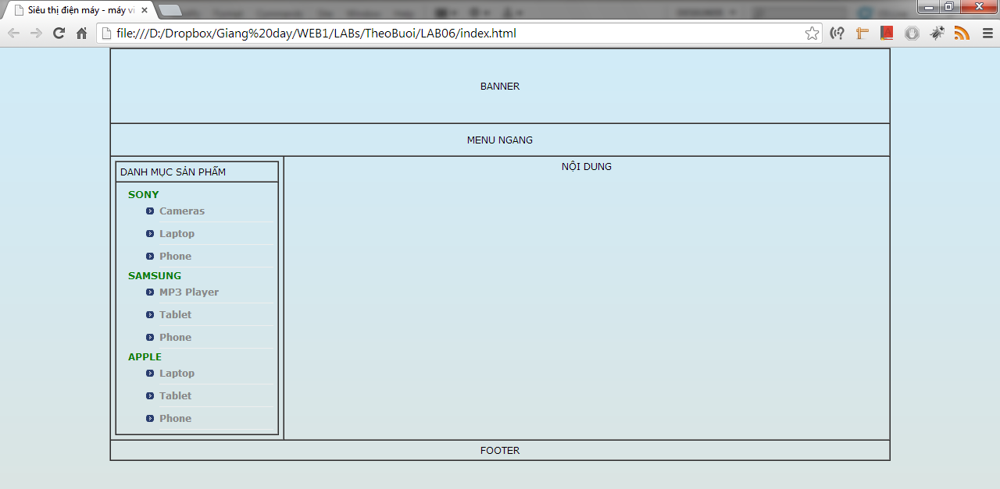 Siêu thị điện máy - máy vi
file:///D:/Dropbox/Giang%20day/WEB1/LABs/TheoBuoi/LAB06/index.html
BANNER
MENU NGANG
DANH MỤC SẢN PHẨM
NỘI DUNG
SONY
Cameras
Laptop
Phone
SAMSUNG
MP3 Player
Tablet
Phone
APPLE
Laptop
Tablet
Phone
FOOTER